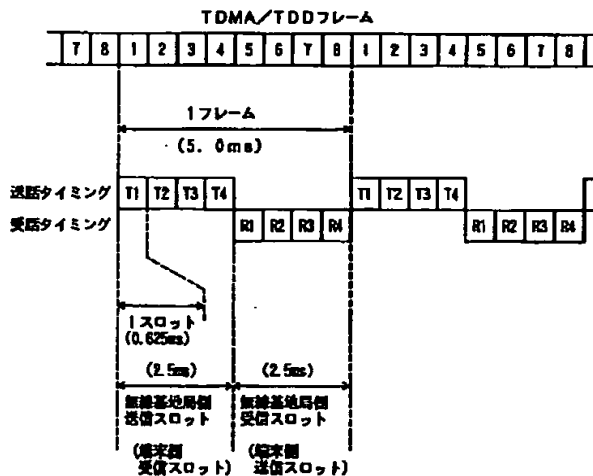 TDMA/TDDフレーム
7 8 1 2 3 4 5 6 7 8 1 2 3 4 5 6 7 8
1フレーム
(5.0ms)
送話タイミング T1 T2 T3 T4 T1 T2 T3 T4
受話タイミング R1 R2 R3 R4 R1 R2 R3 R4
1スロット
(0.625ms)
(2.5ms) (2.5ms)
無線基地局側 無線基地局側
送信スロット 受信スロット
(端末側 (端末側
受信スロット) 送信スロット)